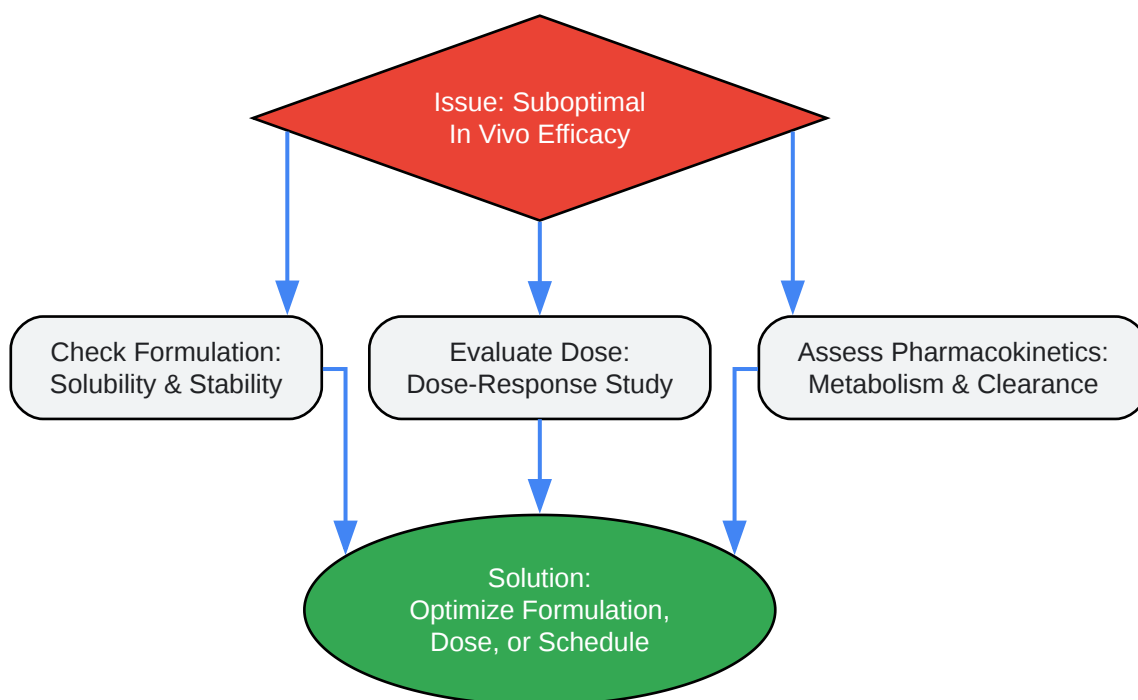 Issue: Suboptimal
In Vivo Efficacy
Check Formulation:
Solubility & Stability
Evaluate Dose:
Dose-Response Study
Assess Pharmacokinetics:
Metabolism & Clearance
Solution:
Optimize Formulation,
Dose, or Schedule